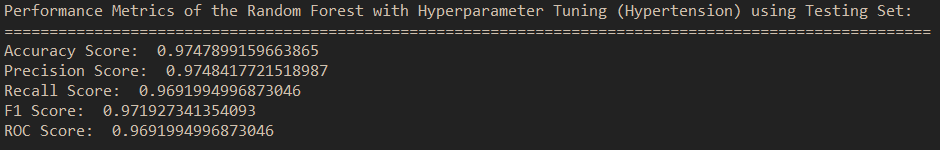 Performance Metrics of the Random Forest with Hyperparameter Tuning (Hypertension) using Testing Set:
=======================================================================================================
Accuracy Score:  0.9747899159663865
Precision Score:  0.9748417721518987
Recall Score:  0.9691994996873046
F1 Score:  0.971927341354093
ROC Score:  0.9691994996873046